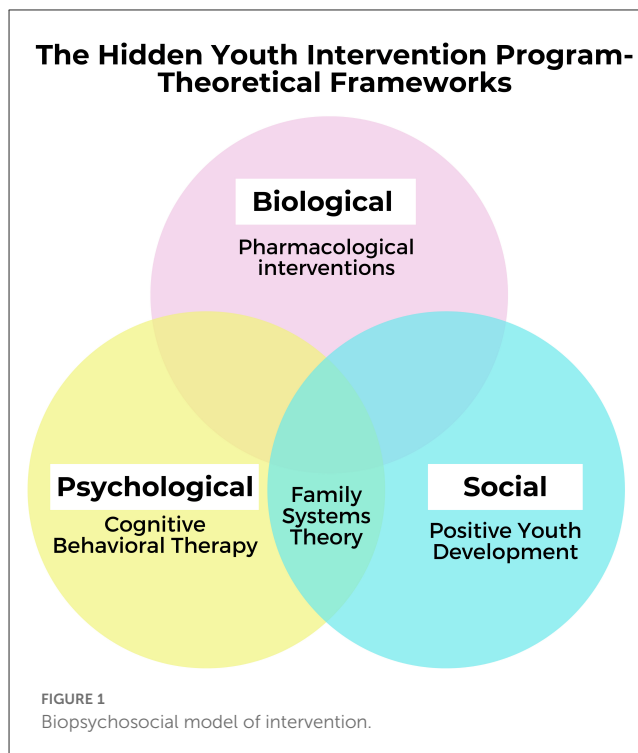 The Hidden Youth Intervention Program-
Theoretical Frameworks
Biological
Pharmacological
interventions
Psychological
Cognitive
Behavioral Therapy
Family
Systems
Theory
Social
Positive Youth
Development
FIGURE 1
Biopsychosocial model of intervention.